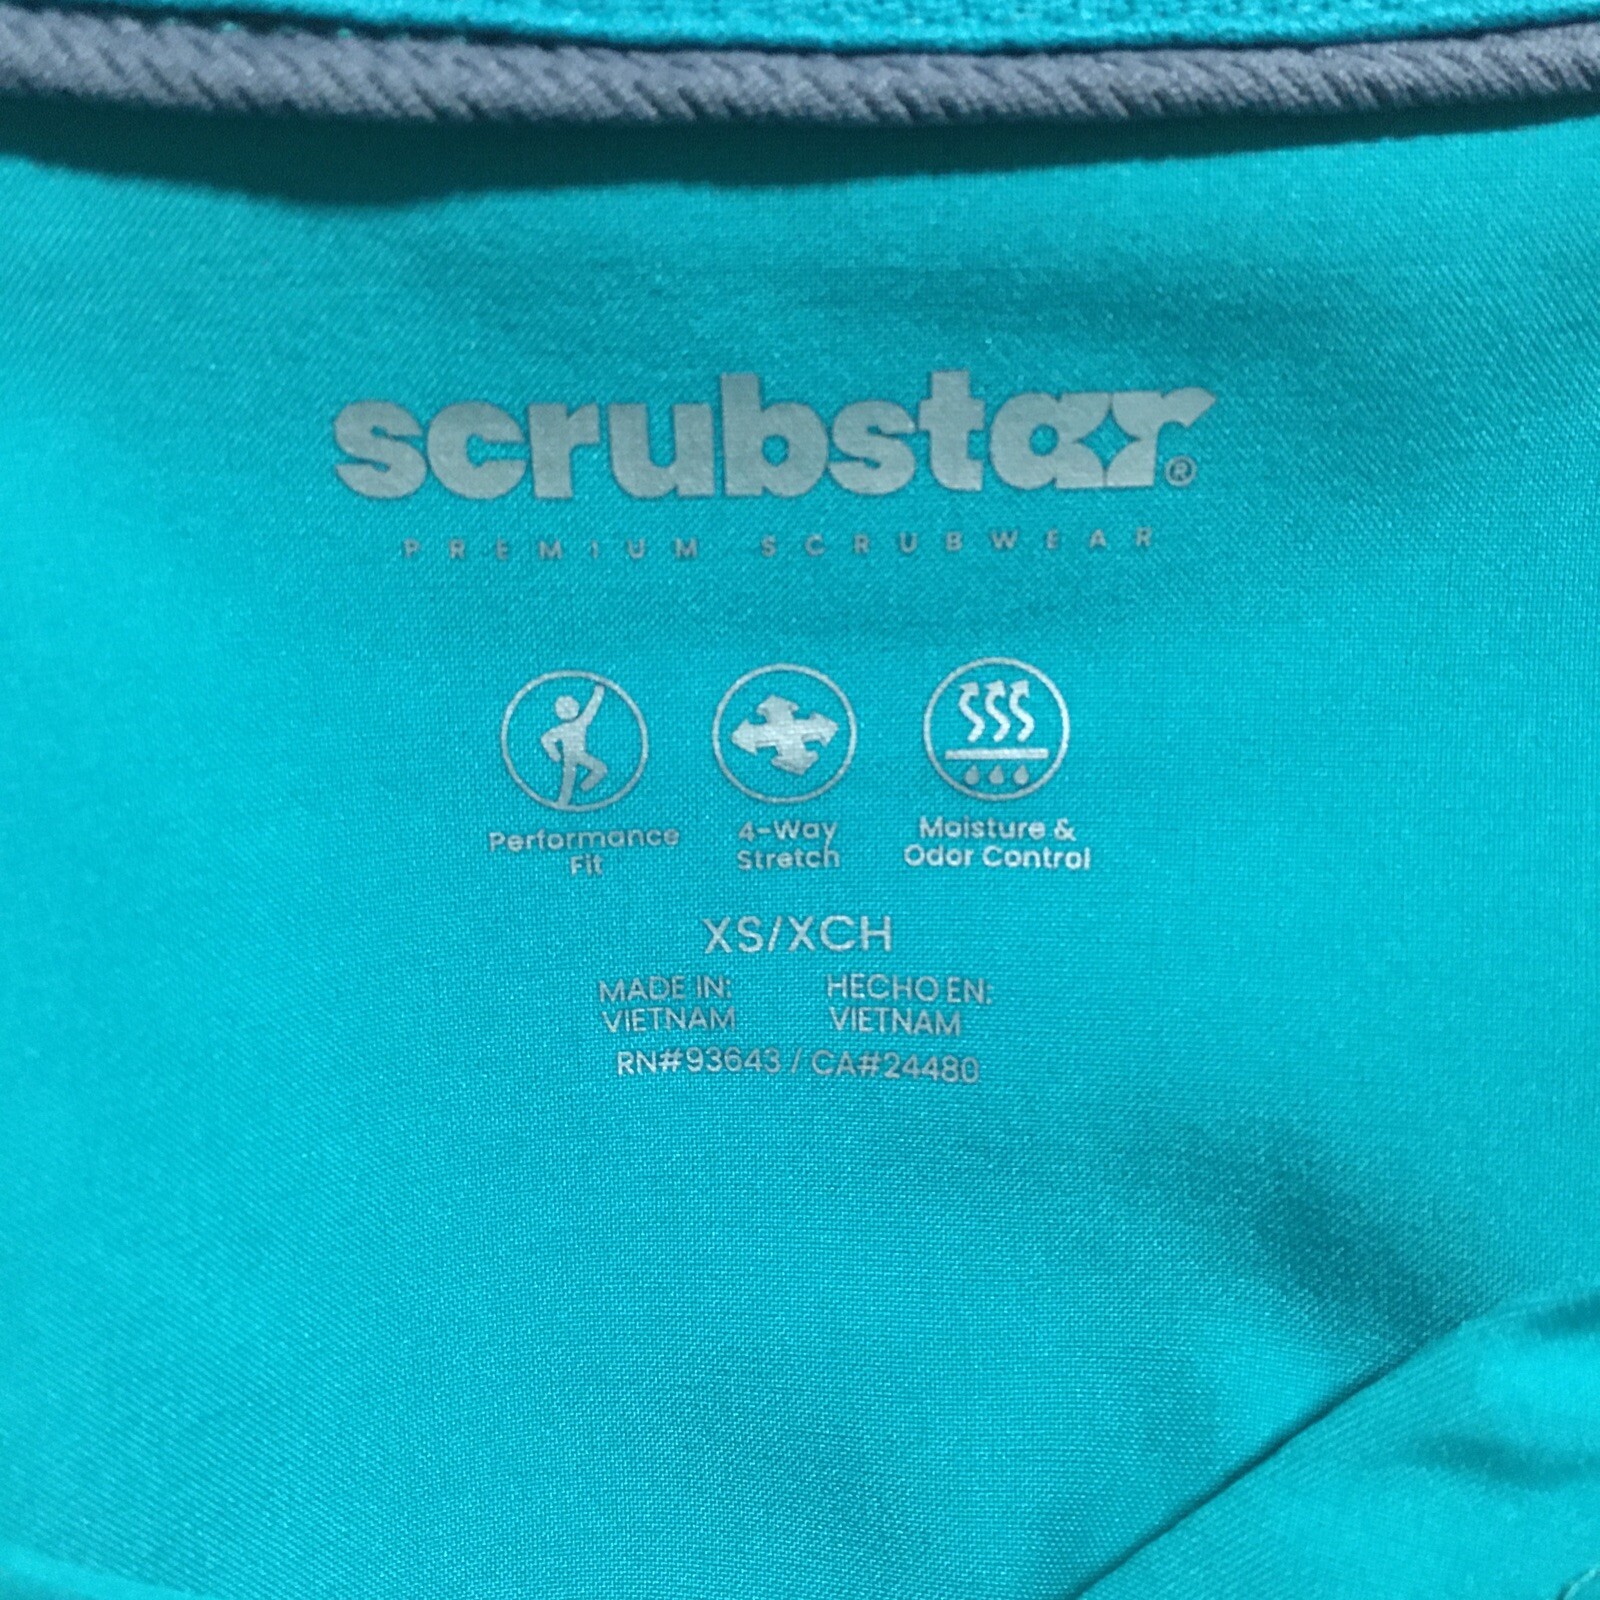 scrubstar®
PREMIUM SCRUBWEAR
Performance Fit
4-Way Stretch
Moisture & Odor Control
XS/XCH
MADE IN: VIETNAM
HECHO EN: VIETNAM
RN#93643 / CA#24480